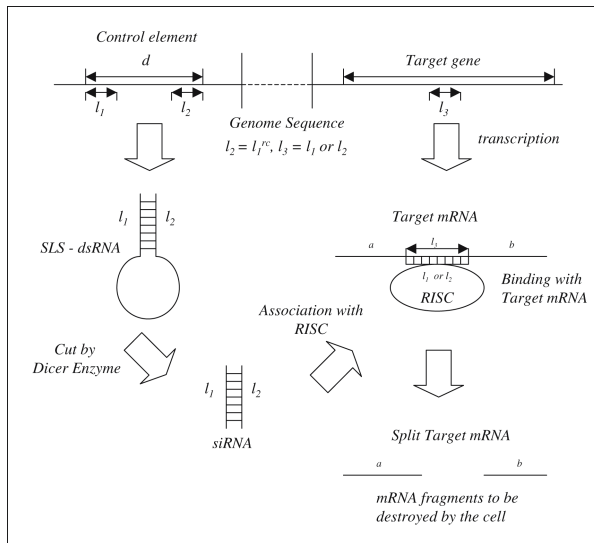 Control element
d
Target gene
l1
l2
l3
Genome Sequence
l2 = l1^rc, l3 = l1 or l2
transcription
l1
l2
SLS - dsRNA
Target mRNA
a
l3
b
l1 or l2
RISC
Binding with
Target mRNA
Association with
RISC
Cut by
Dicer Enzyme
l1
l2
siRNA
Split Target mRNA
a
b
mRNA fragments to be
destroyed by the cell